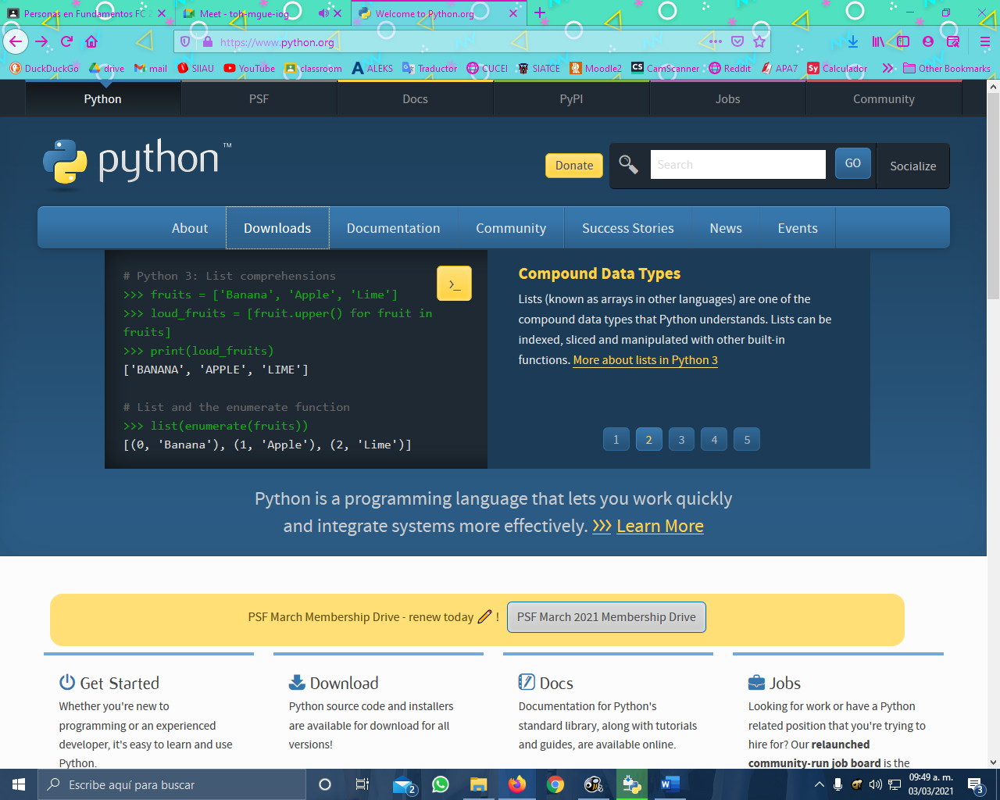 Personas en Fundamentos FC
Meet - toh-mgue-iog
Welcome to Python.org
https://www.python.org
DuckDuckGo drive mail SIIAU YouTube classroom ALEKS Traductor CUCEI SIATCE Moodle2 CamScanner Reddit APA7 Calculador Other Bookmarks
Python PSF Docs PyPI Jobs Community
python™
Donate Search GO Socialize
About Downloads Documentation Community Success Stories News Events
# Python 3: List comprehensions
>>> fruits = ['Banana', 'Apple', 'Lime']
>>> loud_fruits = [fruit.upper() for fruit in
fruits]
>>> print(loud_fruits)
['BANANA', 'APPLE', 'LIME']
# List and the enumerate function
>>> list(enumerate(fruits))
[(0, 'Banana'), (1, 'Apple'), (2, 'Lime')]
>_
Compound Data Types
Lists (known as arrays in other languages) are one of the
compound data types that Python understands. Lists can be
indexed, sliced and manipulated with other built-in
functions. More about lists in Python 3
1 2 3 4 5
Python is a programming language that lets you work quickly
and integrate systems more effectively. >>> Learn More
PSF March Membership Drive - renew today ! PSF March 2021 Membership Drive
Get Started
Whether you're new to
programming or an experienced
developer, it's easy to learn and use
Python.
Download
Python source code and installers
are available for download for all
versions!
Docs
Documentation for Python's
standard library, along with tutorials
and guides, are available online.
Jobs
Looking for work or have a Python
related position that you're trying to
hire for? Our relaunched
community-run job board is the
Escribe aquí para buscar
2
09:49 a. m.
03/03/2021
3